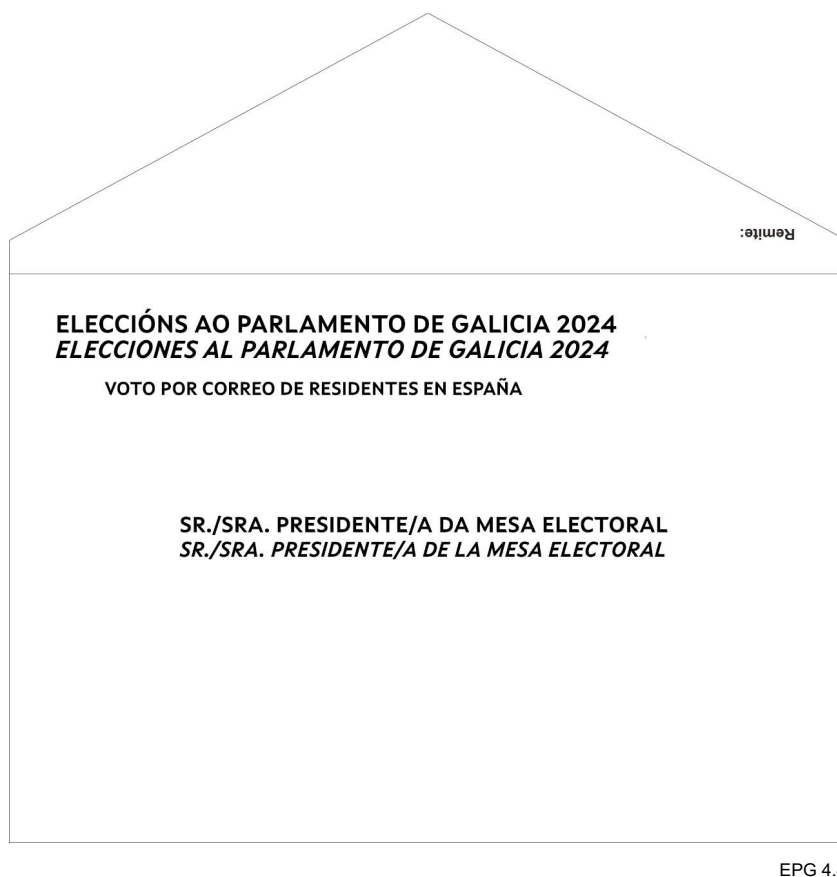 Remite:
ELECCIÓNS AO PARLAMENTO DE GALICIA 2024
ELECCIONES AL PARLAMENTO DE GALICIA 2024
VOTO POR CORREO DE RESIDENTES EN ESPAÑA
SR./SRA. PRESIDENTE/A DA MESA ELECTORAL
SR./SRA. PRESIDENTE/A DE LA MESA ELECTORAL
EPG 4.